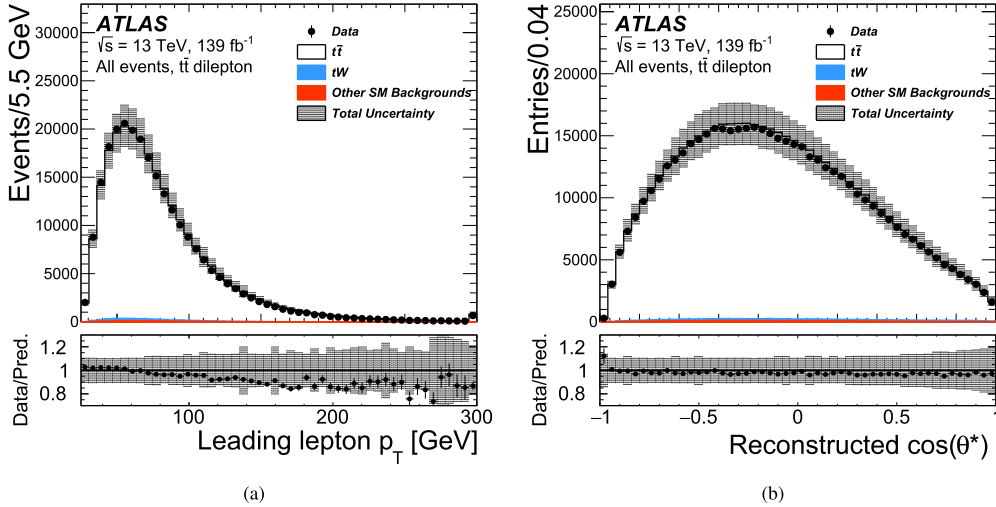 Events/5.5 GeV
30000
25000
20000
15000
10000
5000
0
ATLAS
√s = 13 TeV, 139 fb⁻¹
All events, tt̄ dilepton
Data
tt̄
tW
Other SM Backgrounds
Total Uncertainty
Data/Pred.
1.2
1
0.8
100
200
300
Leading lepton p_T [GeV]
(a)
Entries/0.04
25000
20000
15000
10000
5000
0
ATLAS
√s = 13 TeV, 139 fb⁻¹
All events, tt̄ dilepton
Data
tt̄
tW
Other SM Backgrounds
Total Uncertainty
Data/Pred.
1.2
1
0.8
−1
−0.5
0
0.5
1
Reconstructed cos(θ*)
(b)